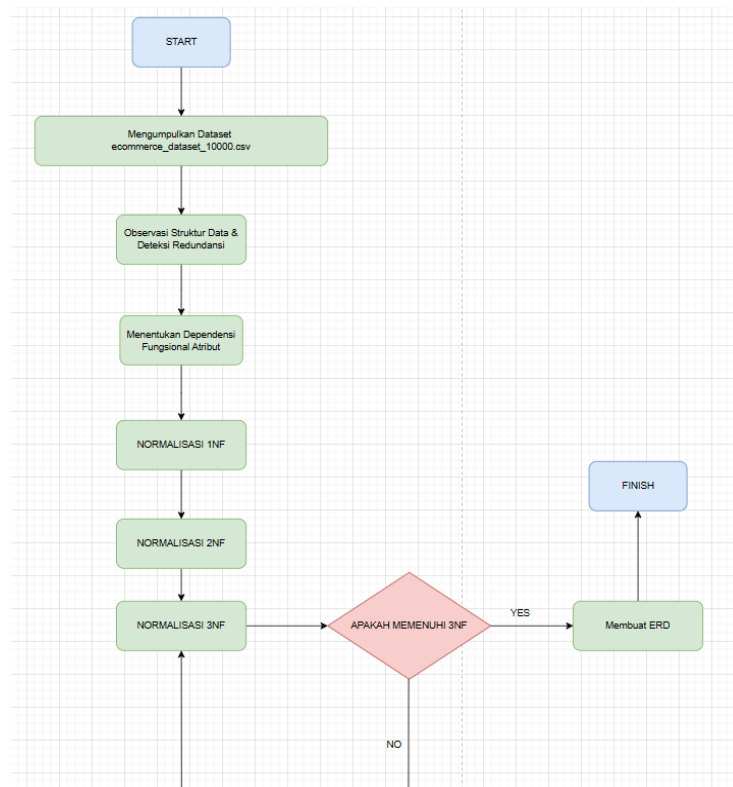 START
Mengumpulkan Dataset
ecommerce_dataset_10000.csv
Observasi Struktur Data &
Deteksi Redundansi
Menentukan Dependensi
Fungsional Atribut
NORMALISASI 1NF
NORMALISASI 2NF
NORMALISASI 3NF
APAKAH MEMENUHI 3NF
YES
Membuat ERD
FINISH
NO